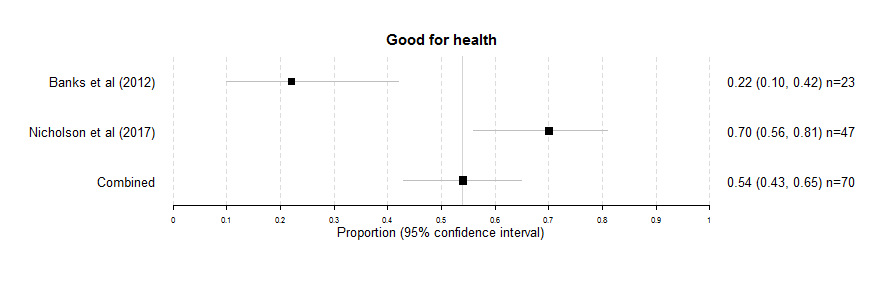 Good for health
Banks et al (2012) 0.22 (0.10, 0.42) n=23
Nicholson et al (2017) 0.70 (0.56, 0.81) n=47
Combined 0.54 (0.43, 0.65) n=70
0 0.1 0.2 0.3 0.4 0.5 0.6 0.7 0.8 0.9 1
Proportion (95% confidence interval)